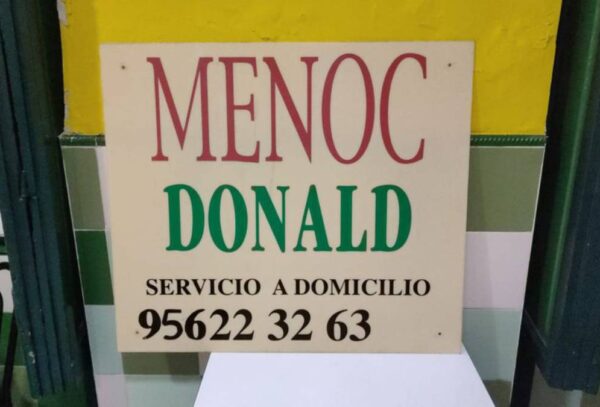 MENOC
DONALD
SERVICIO A DOMICILIO
95622 32 63